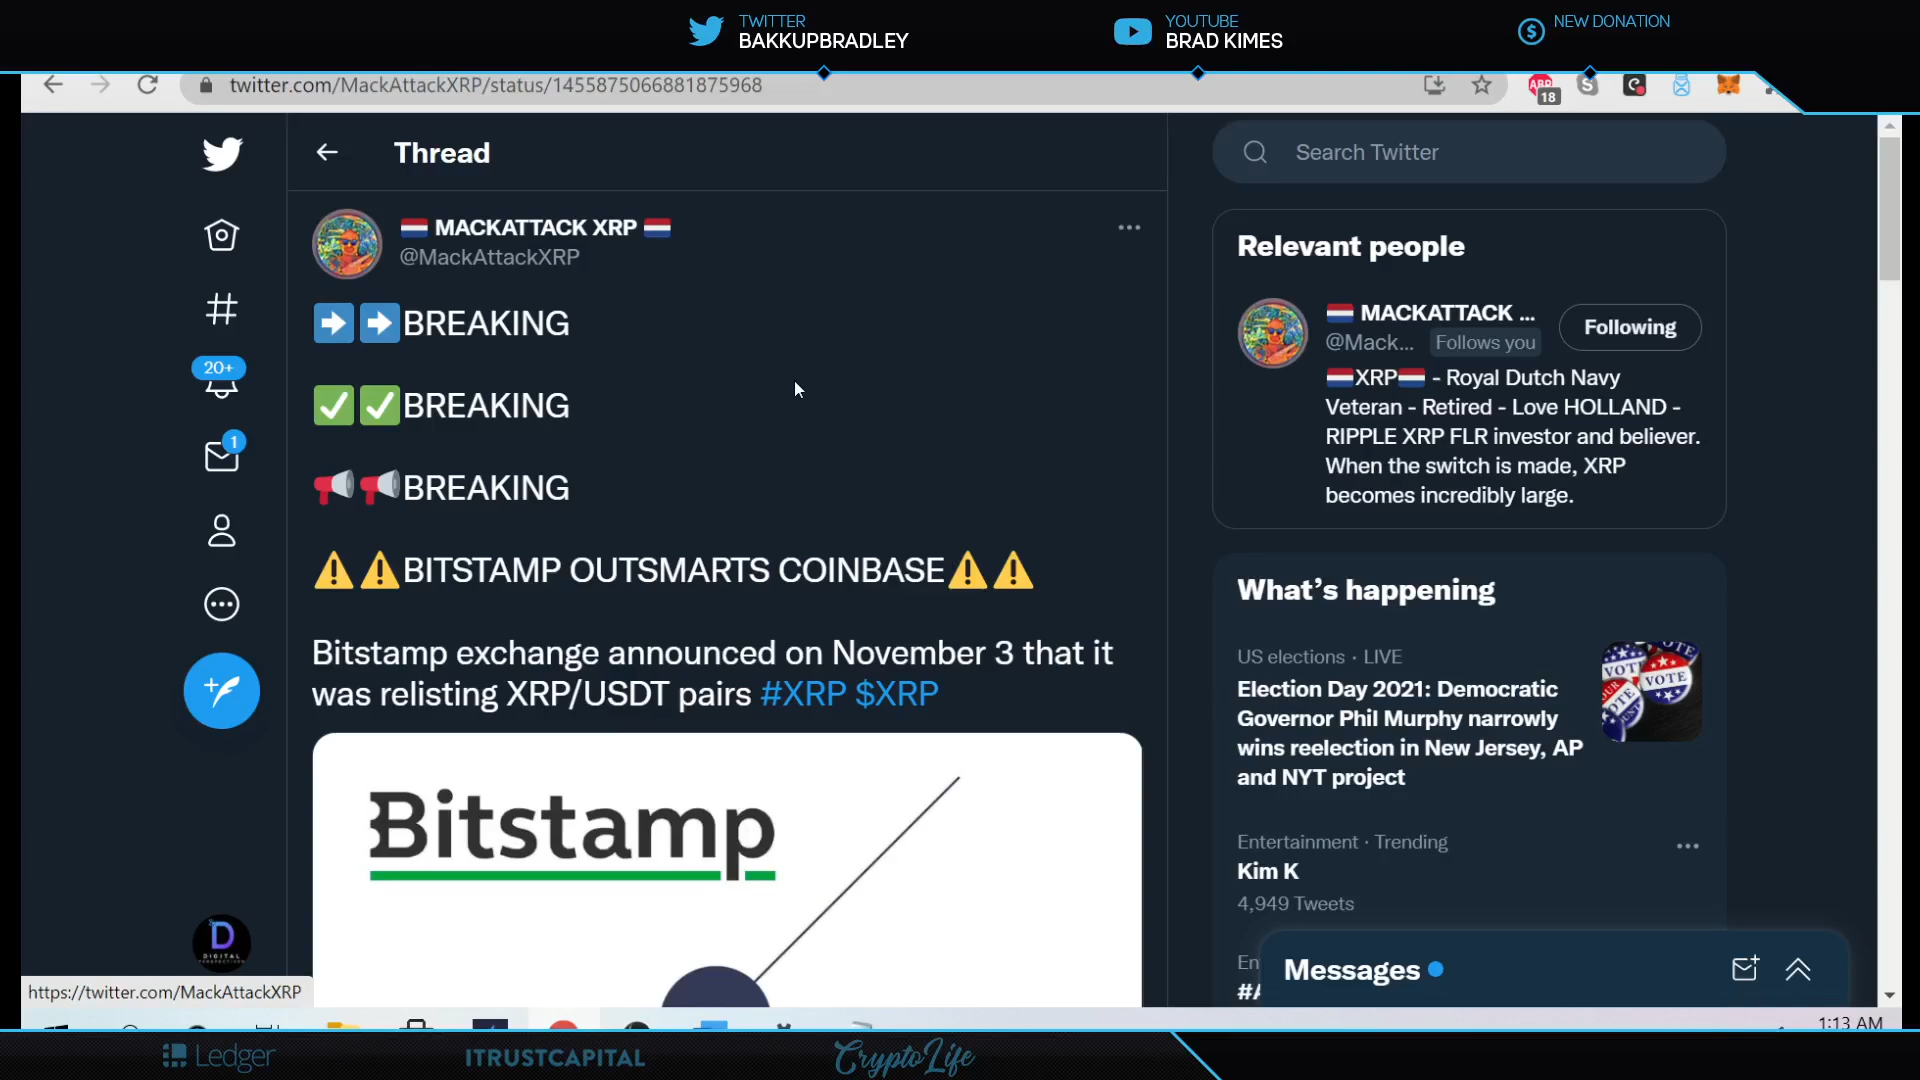 TWITTER
BAKKUPBRADLEY
YOUTUBE
BRAD KIMES
NEW DONATION
twitter.com/MackAttackXRP/status/1455875066881875968
ABP
18
Thread
Search Twitter
MACKATTACK XRP
@MackAttackXRP
BREAKING
BREAKING
BREAKING
BITSTAMP OUTSMARTS COINBASE
Bitstamp exchange announced on November 3 that it
was relisting XRP/USDT pairs #XRP $XRP
Bitstamp
20+
1
D
DIGITAL
Relevant people
MACKATTACK ...
@Mack... Follows you
Following
XRP - Royal Dutch Navy
Veteran - Retired - Love HOLLAND -
RIPPLE XRP FLR investor and believer.
When the switch is made, XRP
becomes incredibly large.
What's happening
US elections · LIVE
Election Day 2021: Democratic
Governor Phil Murphy narrowly
wins reelection in New Jersey, AP
and NYT project
VOTE
Entertainment · Trending
Kim K
4,949 Tweets
En
#A
Messages
https://twitter.com/MackAttackXRP
1:13 AM
Ledger
ITRUSTCAPITAL
CryptoLife